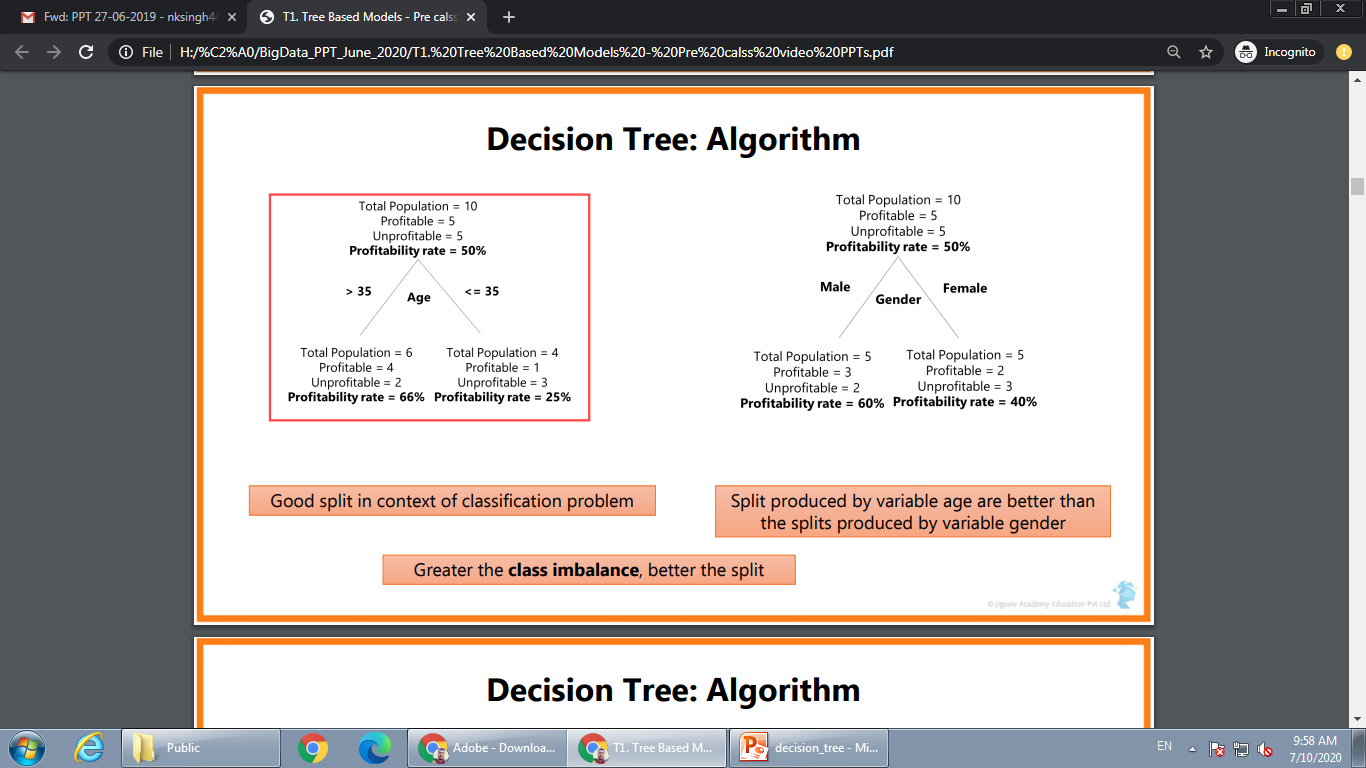 Fwd: PPT 27-06-2019 - nksingh44
T1. Tree Based Models - Pre calss
File
H:/%C2%A0/BigData_PPT_June_2020/T1.%20Tree%20Based%20Models%20-%20Pre%20calss%20video%20PPTs.pdf
Incognito
Decision Tree: Algorithm
Total Population = 10
Profitable = 5
Unprofitable = 5
Profitability rate = 50%
> 35
Age
<= 35
Total Population = 6
Profitable = 4
Unprofitable = 2
Profitability rate = 66%
Total Population = 4
Profitable = 1
Unprofitable = 3
Profitability rate = 25%
Total Population = 10
Profitable = 5
Unprofitable = 5
Profitability rate = 50%
Male
Gender
Female
Total Population = 5
Profitable = 3
Unprofitable = 2
Profitability rate = 60%
Total Population = 5
Profitable = 2
Unprofitable = 3
Profitability rate = 40%
Good split in context of classification problem
Split produced by variable age are better than
the splits produced by variable gender
Greater the class imbalance, better the split
© Jigsaw Academy Education Pvt Ltd
Decision Tree: Algorithm
Public
Adobe - Downloa...
T1. Tree Based M...
decision_tree - Mi...
EN
9:58 AM
7/10/2020